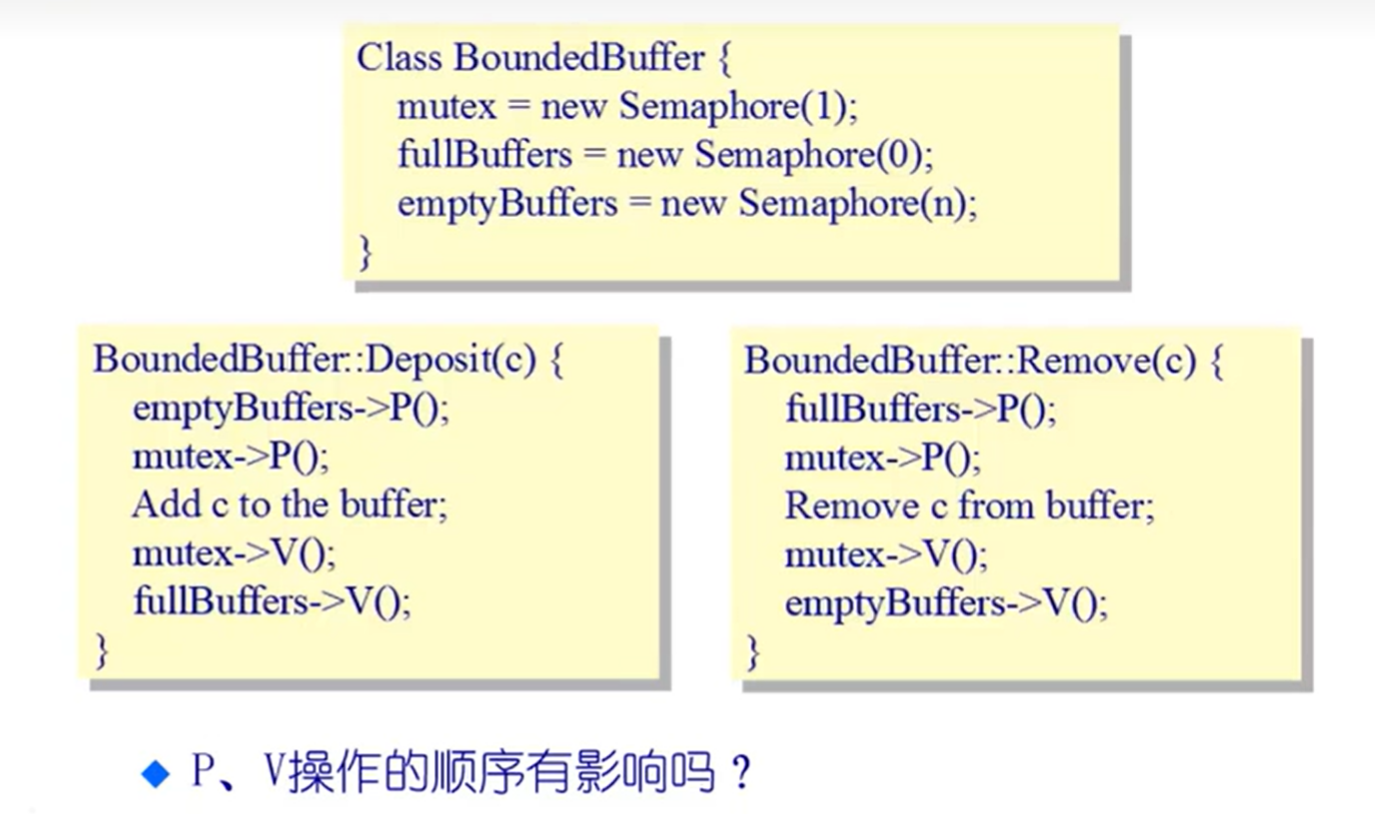 Class BoundedBuffer {
mutex = new Semaphore(1);
fullBuffers = new Semaphore(0);
emptyBuffers = new Semaphore(n);
}
BoundedBuffer::Deposit(c) {
emptyBuffers->P();
mutex->P();
Add c to the buffer;
mutex->V();
fullBuffers->V();
}
BoundedBuffer::Remove(c) {
fullBuffers->P();
mutex->P();
Remove c from buffer;
mutex->V();
emptyBuffers->V();
}
◆ P、V操作的顺序有影响吗？